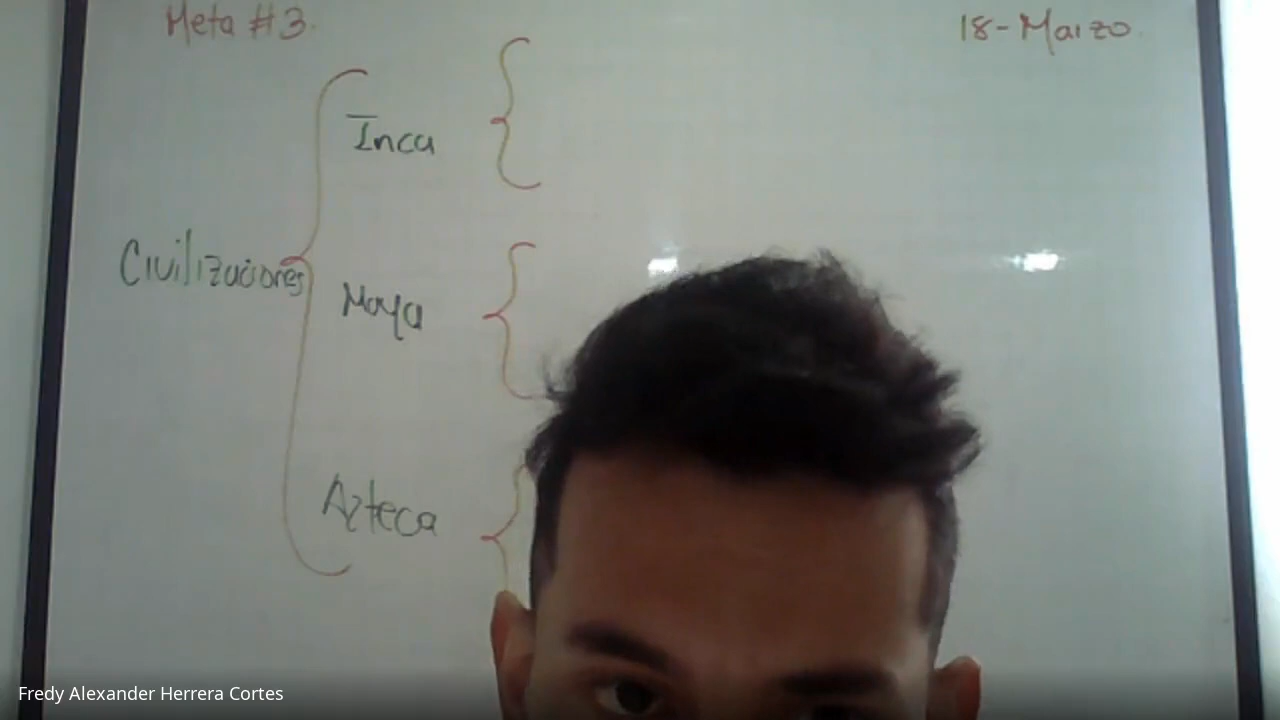 Meta #3.
18-Marzo.
Inca
Civilizaciones
Maya
Azteca
Fredy Alexander Herrera Cortes